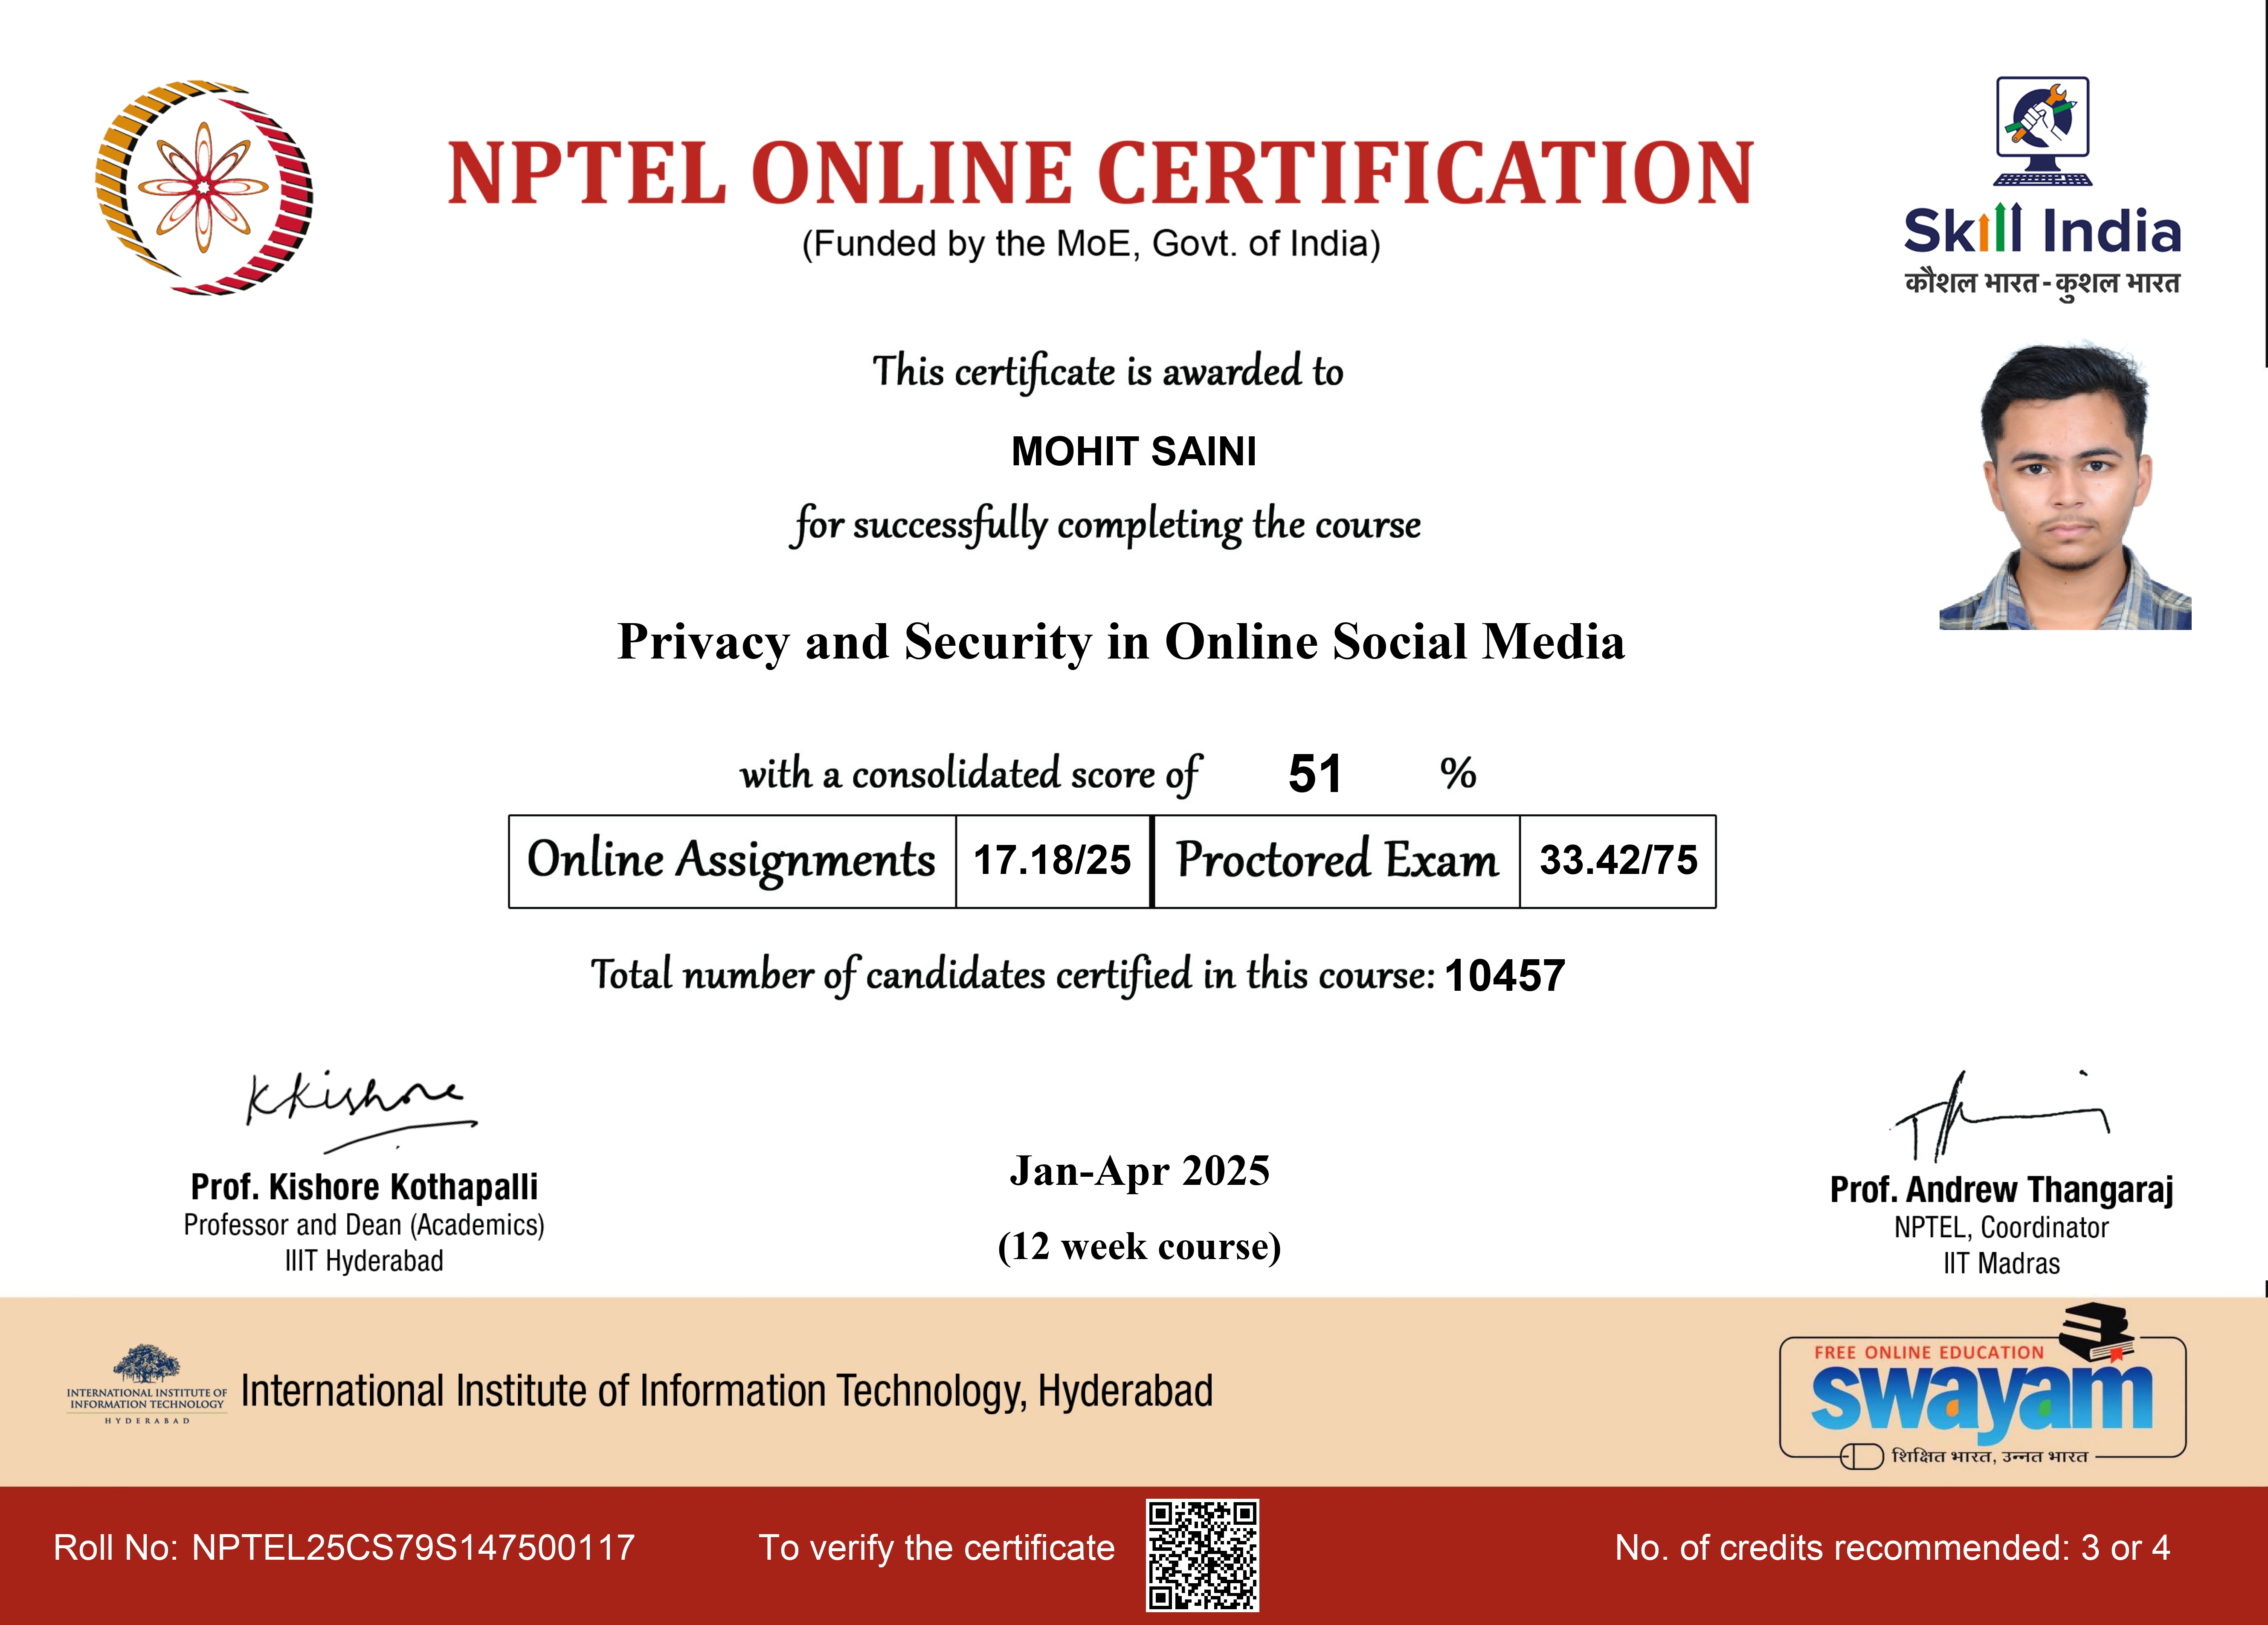 NPTEL ONLINE CERTIFICATION
(Funded by the MoE, Govt. of India)
Skill India
कौशल भारत - कुशल भारत
This certificate is awarded to
MOHIT SAINI
for successfully completing the course
Privacy and Security in Online Social Media
with a consolidated score of 51 %
Online Assignments 17.18/25 Proctored Exam 33.42/75
Total number of candidates certified in this course: 10457
K Kishore
Prof. Kishore Kothapalli
Professor and Dean (Academics)
IIIT Hyderabad
Jan-Apr 2025
(12 week course)
Prof. Andrew Thangaraj
NPTEL, Coordinator
IIT Madras
INTERNATIONAL INSTITUTE OF
INFORMATION TECHNOLOGY
HYDERABAD
International Institute of Information Technology, Hyderabad
FREE ONLINE EDUCATION
swayam
शिक्षित भारत, उन्नत भारत
Roll No: NPTEL25CS79S147500117
To verify the certificate
No. of credits recommended: 3 or 4